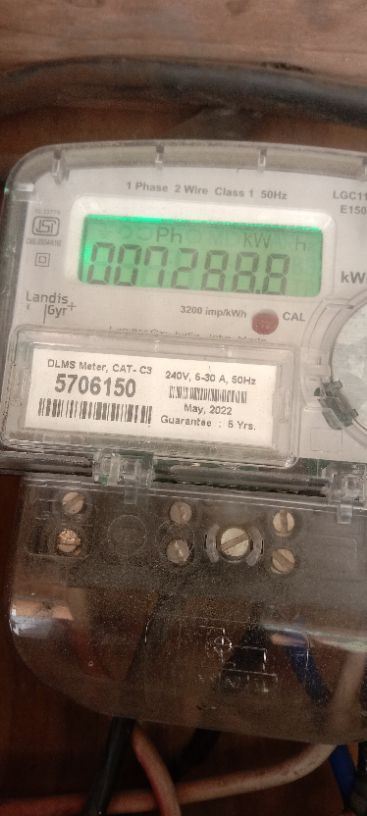 1 Phase 2 Wire Class 1 50Hz
LGC11
E150
ISI
Ph kW h
007288.8
kW
Landis
Gyr+
3200 imp/kWh
CAL
DLMS Meter, CAT- C3
5706150
240V, 5-30 A, 50Hz
May, 2022
Guarantee : 5 Yrs.